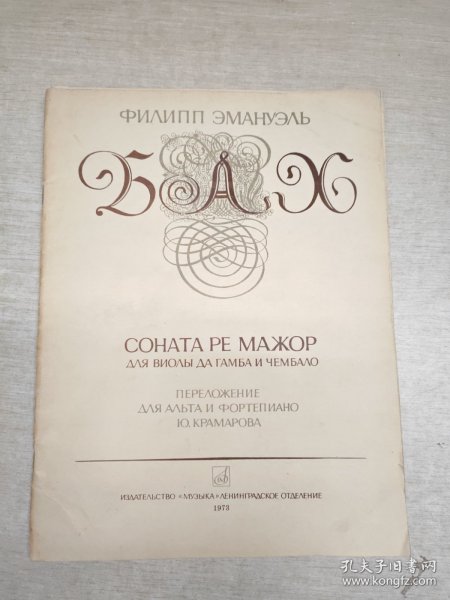 ФИЛИПП ЭМАНУЭЛЬ
БАХ
СОНАТА РЕ МАЖОР
ДЛЯ ВИОЛЫ ДА ГАМБА И ЧЕМБАЛО
ПЕРЕЛОЖЕНИЕ
ДЛЯ АЛЬТА И ФОРТЕПИАНО
Ю. КРАМАРОВА
ИЗДАТЕЛЬСТВО «МУЗЫКА» ЛЕНИНГРАДСКОЕ ОТДЕЛЕНИЕ
1973
孔夫子旧书网
www.kongfz.com